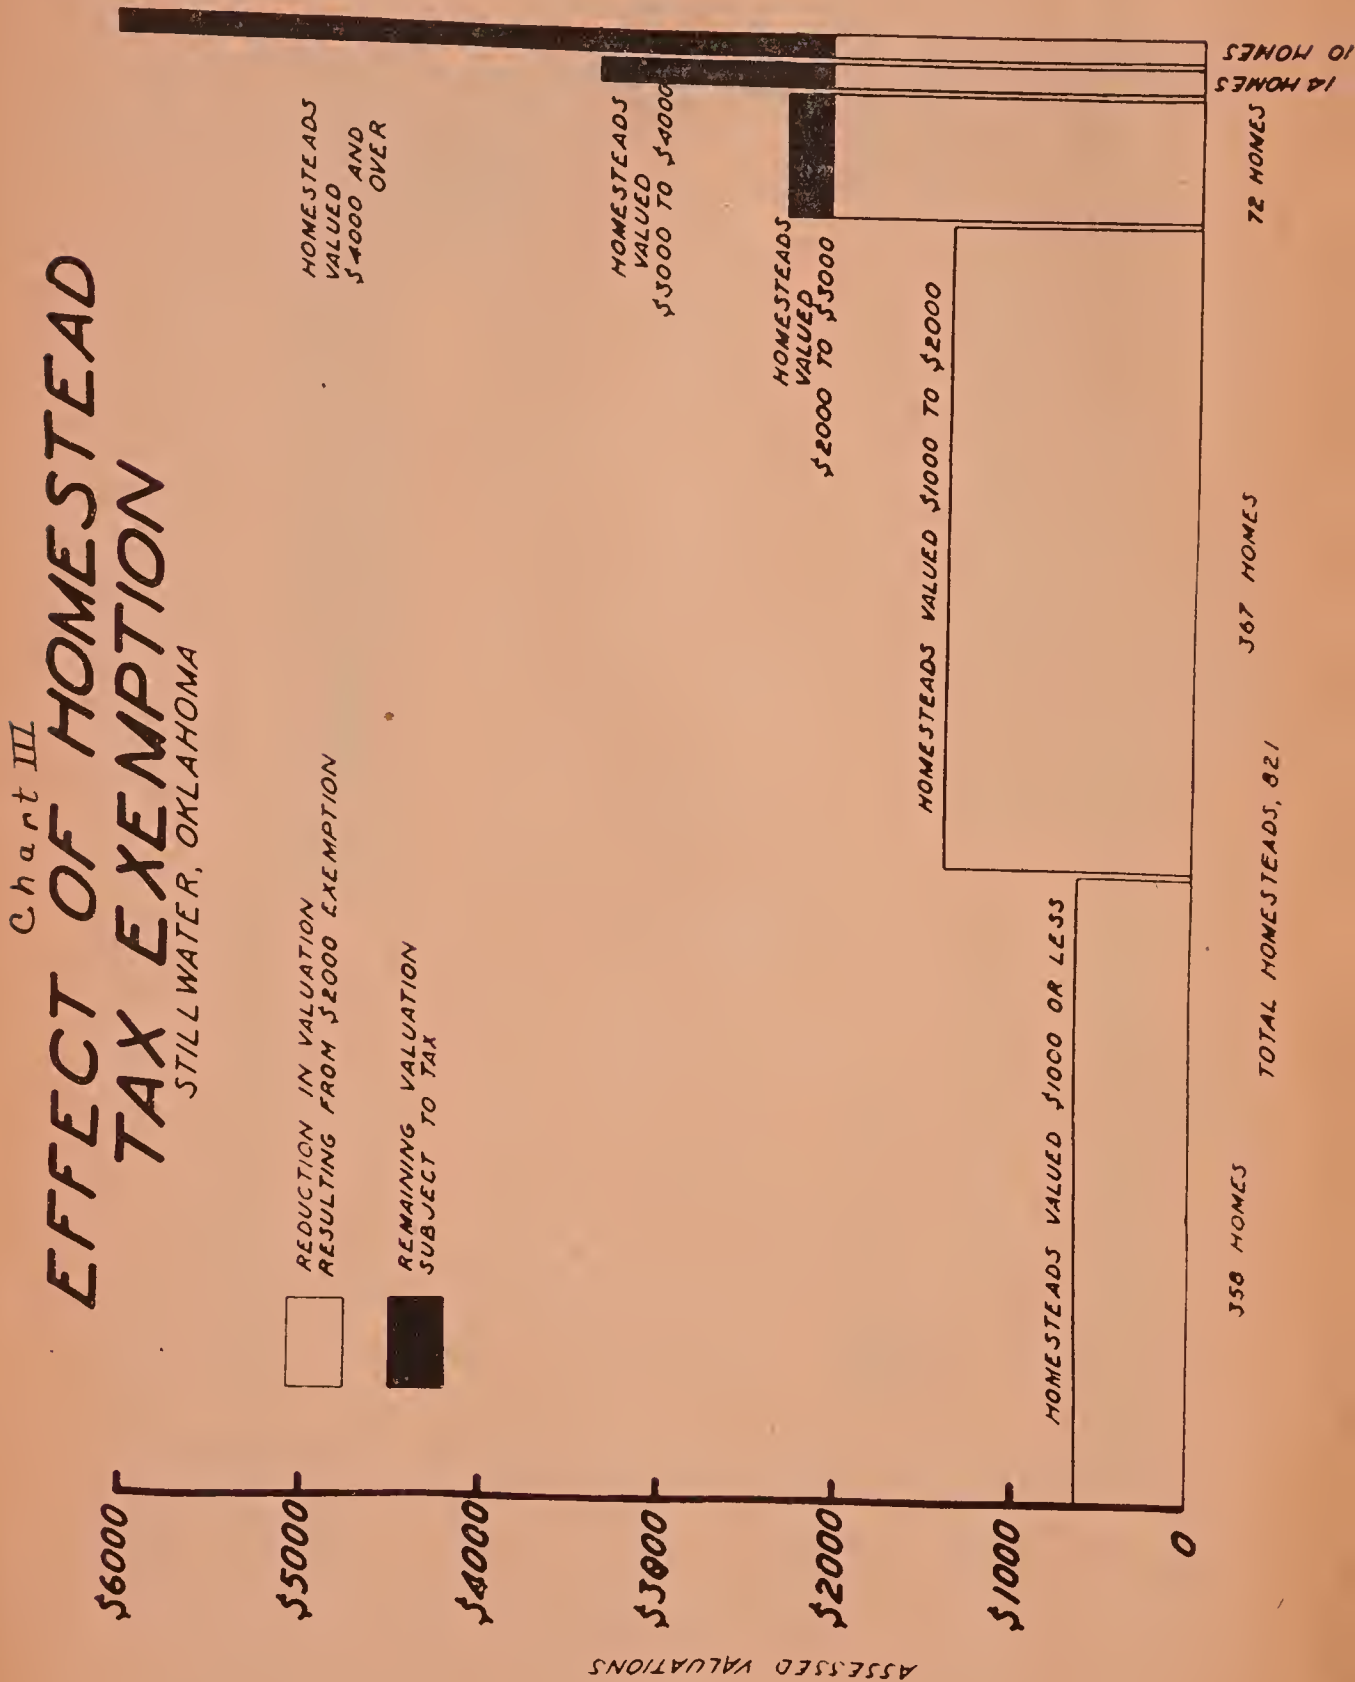 Chart III
EFFECT OF HOMESTEAD
TAX EXEMPTION
STILLWATER, OKLAHOMA
REDUCTION IN VALUATION
RESULTING FROM $2000 EXEMPTION
REMAINING VALUATION
SUBJECT TO TAX
ASSESSED VALUATIONS
$6000
$5000
$4000
$3000
$2000
$1000
0
HOMESTEADS VALUED $1000 OR LESS
HOMESTEADS VALUED $1000 TO $2000
HOMESTEADS
VALUED
$2000 TO $3000
HOMESTEADS
VALUED
$3000 TO $4000
HOMESTEADS
VALUED
$4000 AND
OVER
358 HOMES
367 HOMES
72 HOMES
14 HOMES
10 HOMES
TOTAL HOMESTEADS, 821